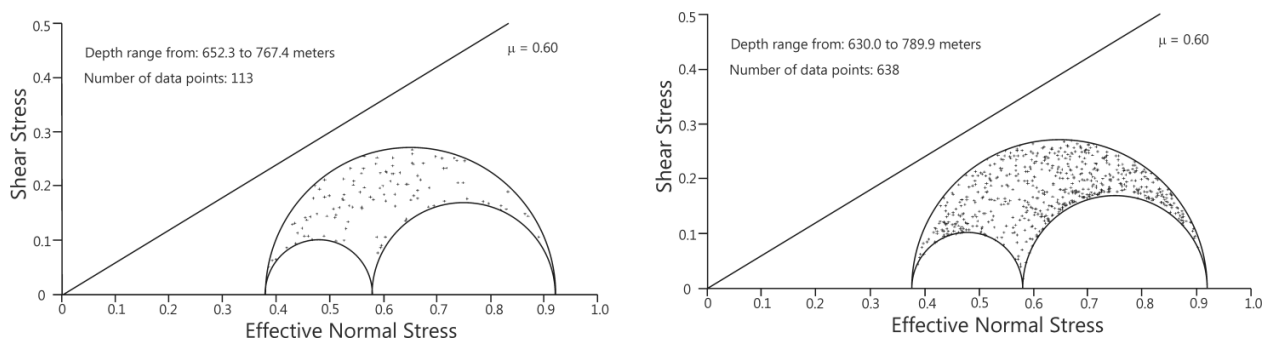 0.5
Depth range from: 652.3 to 767.4 meters
μ = 0.60
0.4
Number of data points: 113
0.3
Shear Stress
0.2
0.1
0
0 0.1 0.2 0.3 0.4 0.5 0.6 0.7 0.8 0.9 1.0
Effective Normal Stress
0.5
Depth range from: 630.0 to 789.9 meters
μ = 0.60
0.4
Number of data points: 638
0.3
Shear Stress
0.2
0.1
0
0 0.1 0.2 0.3 0.4 0.5 0.6 0.7 0.8 0.9 1.0
Effective Normal Stress